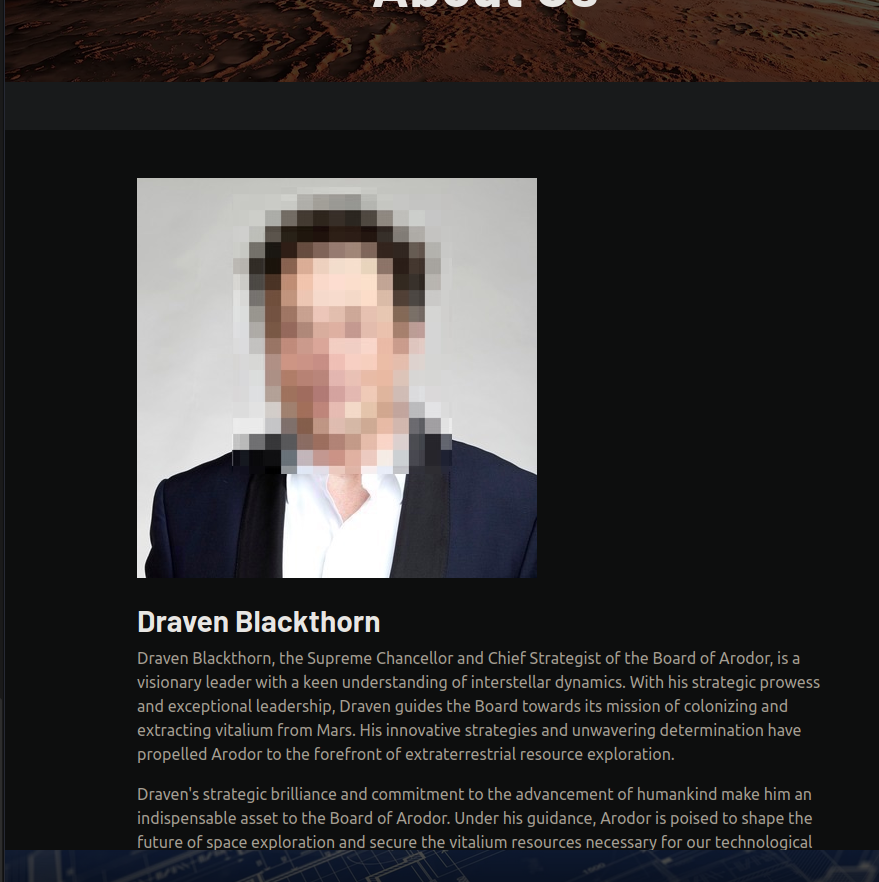 About Us
Draven Blackthorn
Draven Blackthorn, the Supreme Chancellor and Chief Strategist of the Board of Arodor, is a
visionary leader with a keen understanding of interstellar dynamics. With his strategic prowess
and exceptional leadership, Draven guides the Board towards its mission of colonizing and
extracting vitalium from Mars. His innovative strategies and unwavering determination have
propelled Arodor to the forefront of extraterrestrial resource exploration.
Draven's strategic brilliance and commitment to the advancement of humankind make him an
indispensable asset to the Board of Arodor. Under his guidance, Arodor is poised to shape the
future of space exploration and secure the vitalium resources necessary for our technological